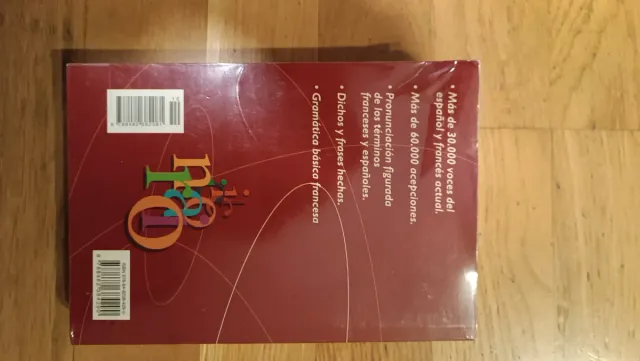 • Más de 30.000 voces del
español y francés actual.
• Más de 60.000 acepciones.
• Pronunciación figurada
de los términos
franceses y españoles.
• Dichos y frases hechas.
• Gramática básica francesa